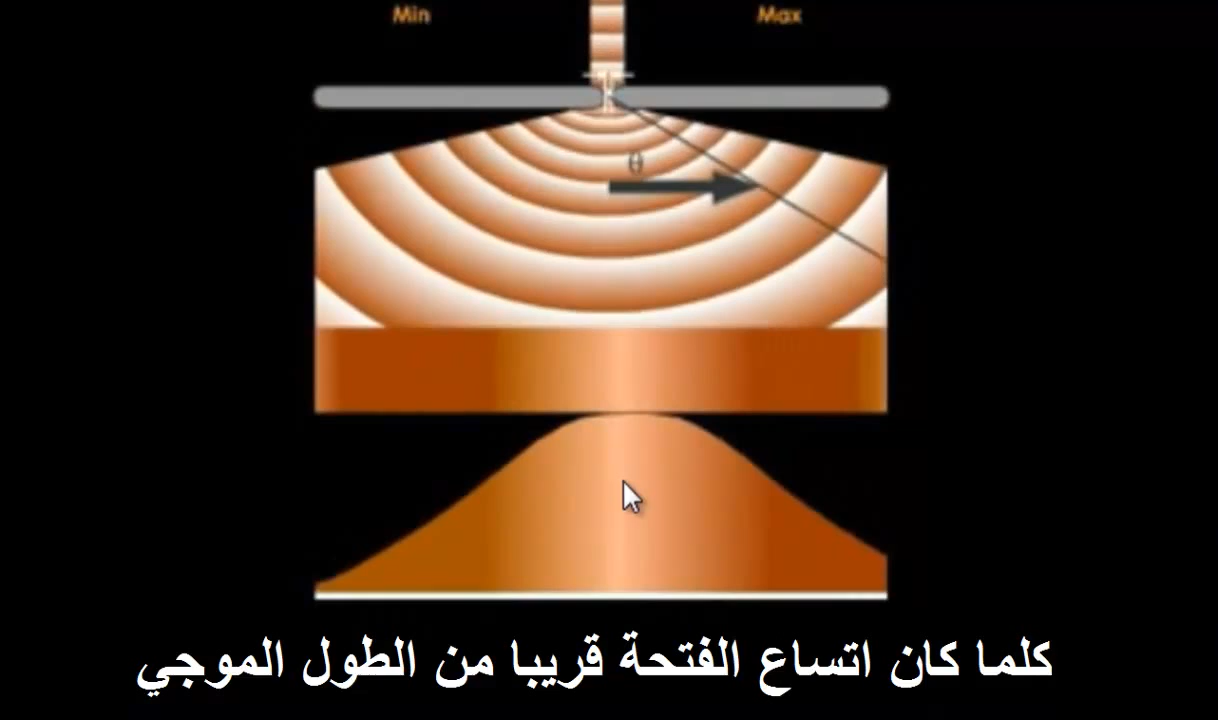 Min
Max
θ
كلما كان اتساع الفتحة قريبا من الطول الموجي